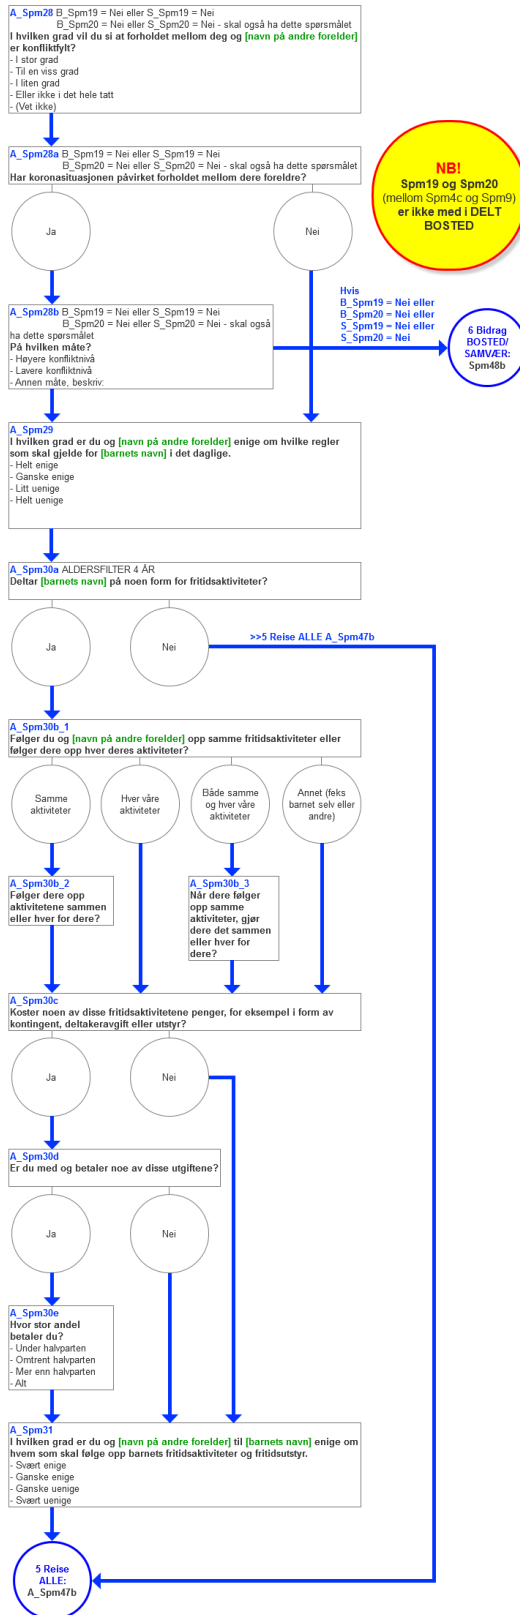 A_Spm28 B_Spm19 = Nei eller S_Spm19 = Nei
B_Spm20 = Nei eller S_Spm20 = Nei - skal også ha dette spørsmålet
I hvilken grad vil du si at forholdet mellom deg og [navn på andre forelder]
er konfliktfylt?
- I stor grad
- Til en viss grad
- I liten grad
- Eller ikke i det hele tatt
- (Vet ikke)
A_Spm28a B_Spm19 = Nei eller S_Spm19 = Nei
B_Spm20 = Nei eller S_Spm20 = Nei - skal også ha dette spørsmålet
Har koronasituasjonen påvirket forholdet mellom dere foreldre?
NB!
Spm19 og Spm20
(mellom Spm4c og Spm9)
er ikke med i DELT
BOSTED
Ja
Nei
Hvis
B_Spm19 = Nei eller
B_Spm20 = Nei eller
S_Spm19 = Nei eller
S_Spm20 = Nei
A_Spm28b B_Spm19 = Nei eller S_Spm19 = Nei
B_Spm20 = Nei eller S_Spm20 = Nei - skal også
ha dette spørsmålet
På hvilken måte?
- Høyere konfliktnivå
- Lavere konfliktnivå
- Annen måte, beskriv:
6 Bidrag
BOSTED/
SAMVÆR:
Spm48b
A_Spm29
I hvilken grad er du og [navn på andre forelder] enige om hvilke regler
som skal gjelde for [barnets navn] i det daglige.
- Helt enige
- Ganske enige
- Litt uenige
- Helt uenige
A_Spm30a ALDERSFILTER 4 ÅR
Deltar [barnets navn] på noen form for fritidsaktiviteter?
Ja
Nei
>>5 Reise ALLE A_Spm47b
A_Spm30b_1
Følger du og [navn på andre forelder] opp samme fritidsaktiviteter eller
følger dere opp hver deres aktiviteter?
Samme
aktiviteter
Hver våre
aktiviteter
Både samme
og hver våre
aktiviteter
Annet (feks
barnet selv eller
andre)
A_Spm30b_2
Følger dere opp
aktivitetene sammen
eller hver for dere?
A_Spm30b_3
Når dere følger
opp samme
aktiviteter, gjør
dere det sammen
eller hver for
dere?
A_Spm30c
Koster noen av disse fritidsaktivitetene penger, for eksempel i form av
kontingent, deltakeravgift eller utstyr?
Ja
Nei
A_Spm30d
Er du med og betaler noe av disse utgiftene?
Ja
Nei
A_Spm30e
Hvor stor andel
betaler du?
- Under halvparten
- Omtrent halvparten
- Mer enn halvparten
- Alt
A_Spm31
I hvilken grad er du og [navn på andre forelder] til [barnets navn] enige om
hvem som skal følge opp barnets fritidsaktiviteter og fritidsutstyr.
- Svært enige
- Ganske enige
- Ganske uenige
- Svært uenige
5 Reise
ALLE:
A_Spm47b